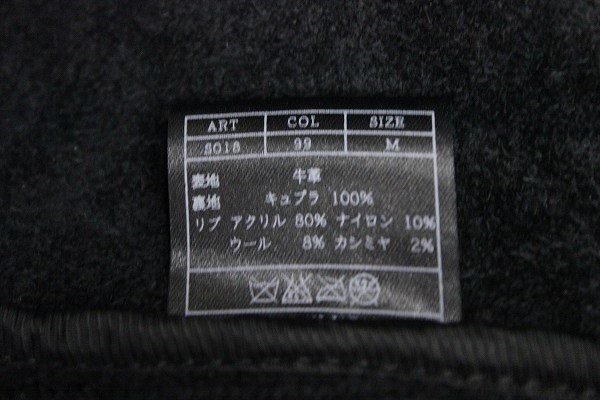 ART COL SIZE
S018 99 M
表地 牛革
裏地 キュプラ 100%
リブ アクリル 80% ナイロン 10%
ウール 8% カシミヤ 2%